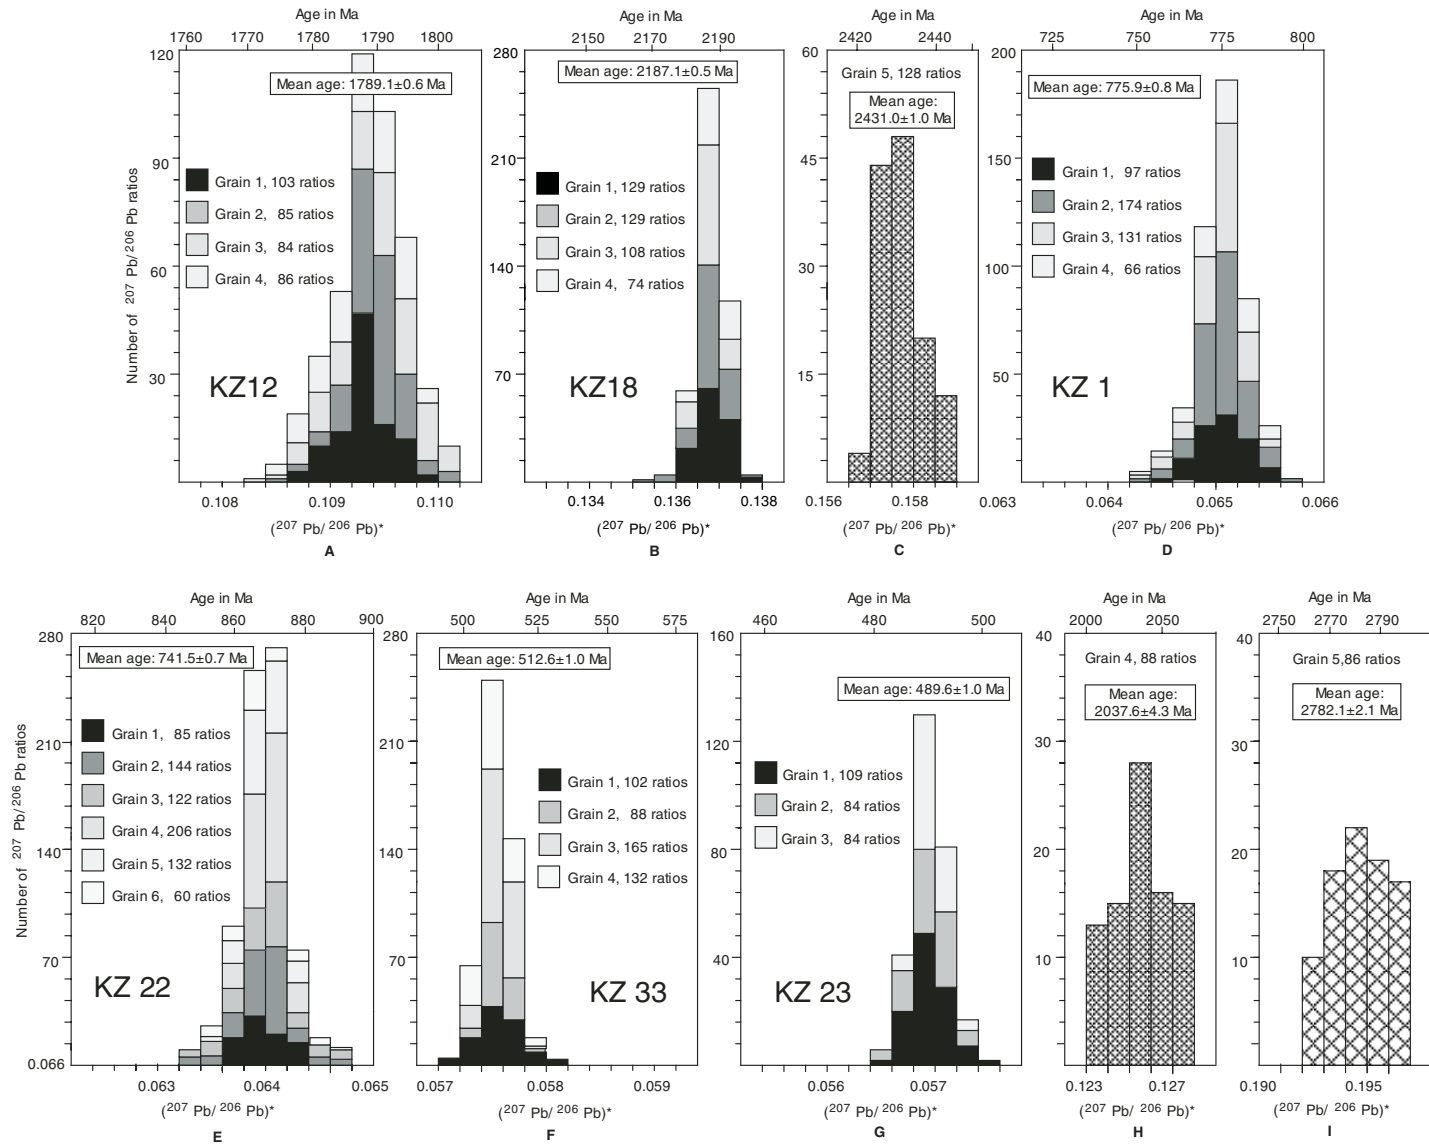 Age in Ma
1760 1770 1780 1790 1800
120
90
60
30
Number of 207 Pb/206 Pb ratios
Mean age: 1789.1±0.6 Ma
Grain 1, 103 ratios
Grain 2, 85 ratios
Grain 3, 84 ratios
Grain 4, 86 ratios
KZ12
0.108 0.109 0.110
(207 Pb/ 206 Pb)*
A
Age in Ma
2150 2170 2190
280
210
140
70
Mean age: 2187.1±0.5 Ma
Grain 1, 129 ratios
Grain 2, 129 ratios
Grain 3, 108 ratios
Grain 4, 74 ratios
KZ18
0.134 0.136 0.138
(207 Pb/ 206 Pb)*
B
Age in Ma
2420 2440
60
45
30
15
Grain 5, 128 ratios
Mean age:
2431.0±1.0 Ma
0.156 0.158 0.063
(207 Pb/ 206 Pb)*
C
Age in Ma
725 750 775 800
200
150
100
50
Mean age: 775.9±0.8 Ma
Grain 1, 97 ratios
Grain 2, 174 ratios
Grain 3, 131 ratios
Grain 4, 66 ratios
KZ 1
0.064 0.065 0.066
(207 Pb/ 206 Pb)*
D
Age in Ma
820 840 860 880 900
280
210
140
70
0.066
Number of 207 Pb/206 Pb ratios
Mean age: 741.5±0.7 Ma
Grain 1, 85 ratios
Grain 2, 144 ratios
Grain 3, 122 ratios
Grain 4, 206 ratios
Grain 5, 132 ratios
Grain 6, 60 ratios
KZ 22
0.063 0.064 0.065
(207 Pb/ 206 Pb)*
E
Age in Ma
500 525 550 575
280
210
140
70
Mean age: 512.6±1.0 Ma
Grain 1, 102 ratios
Grain 2, 88 ratios
Grain 3, 165 ratios
Grain 4, 132 ratios
KZ 33
0.057 0.058 0.059
(207 Pb/ 206 Pb)*
F
Age in Ma
460 480 500
160
120
80
40
Mean age: 489.6±1.0 Ma
Grain 1, 109 ratios
Grain 2, 84 ratios
Grain 3, 84 ratios
KZ 23
0.056 0.057
(207 Pb/ 206 Pb)*
G
Age in Ma
2000 2050
40
30
20
10
Grain 4, 88 ratios
Mean age:
2037.6±4.3 Ma
0.123 0.127
(207 Pb/ 206 Pb)*
H
Age in Ma
2750 2770 2790
40
30
20
10
Grain 5,86 ratios
Mean age:
2782.1±2.1 Ma
0.190 0.195
(207 Pb/ 206 Pb)*
I